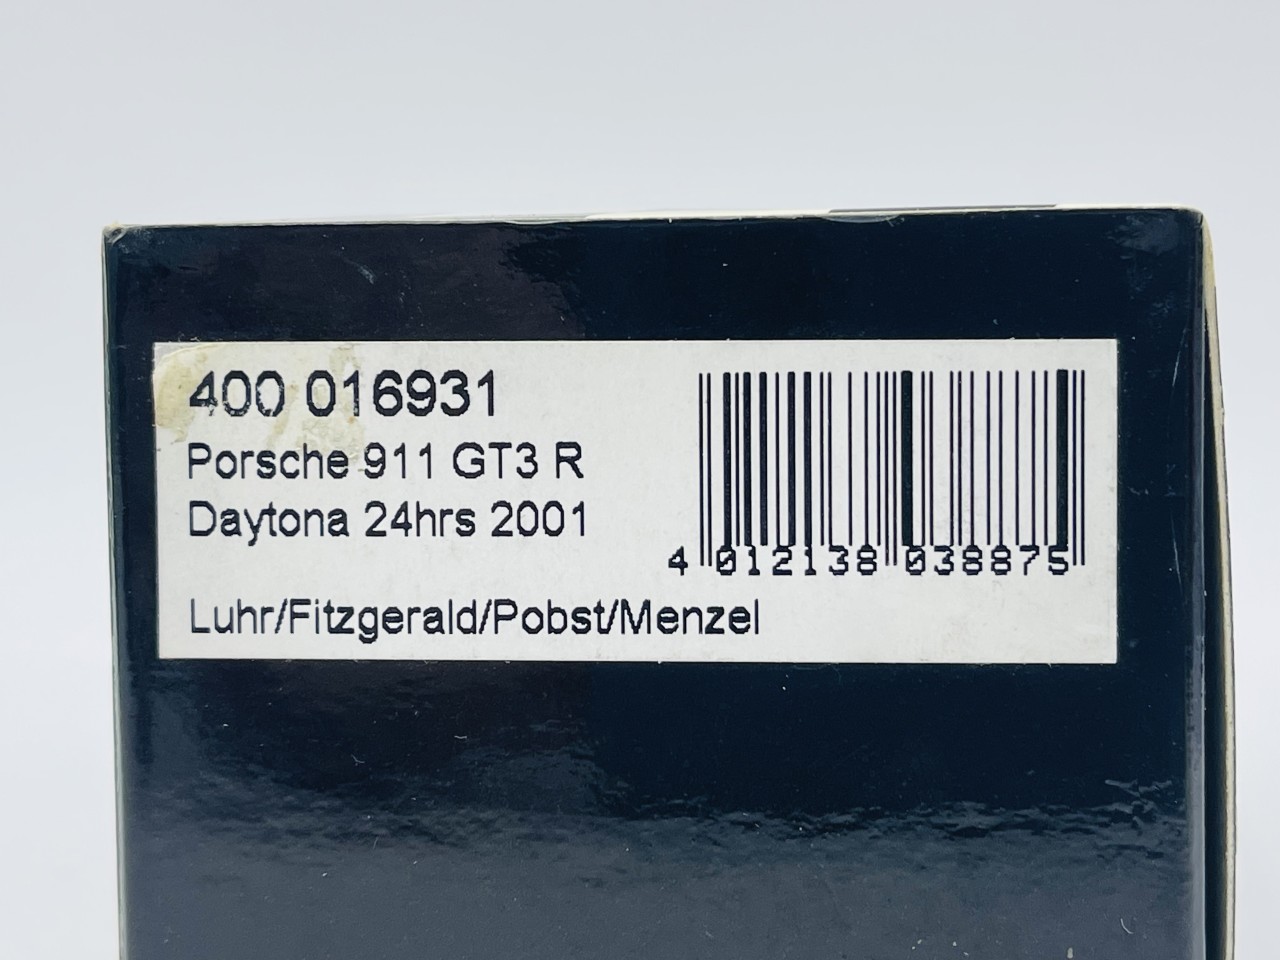 400 016931
Porsche 911 GT3 R
Daytona 24hrs 2001
4 012138 038875
Luhr/Fitzgerald/Pobst/Menzel